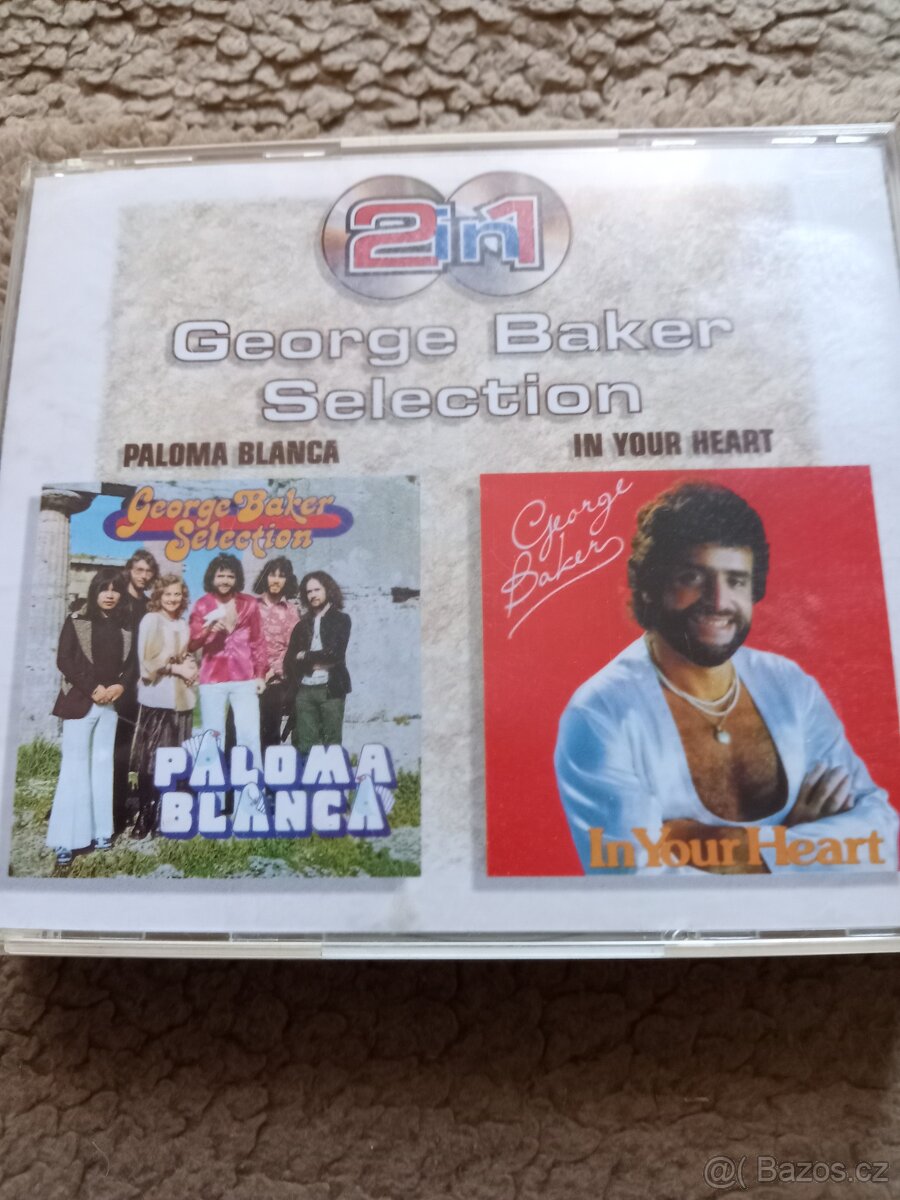 2in1
George Baker
Selection
PALOMA BLANCA
IN YOUR HEART
George Baker
Selection
PALOMA
BLANCA
George
Baker
In Your Heart
@( Bazoš.cz